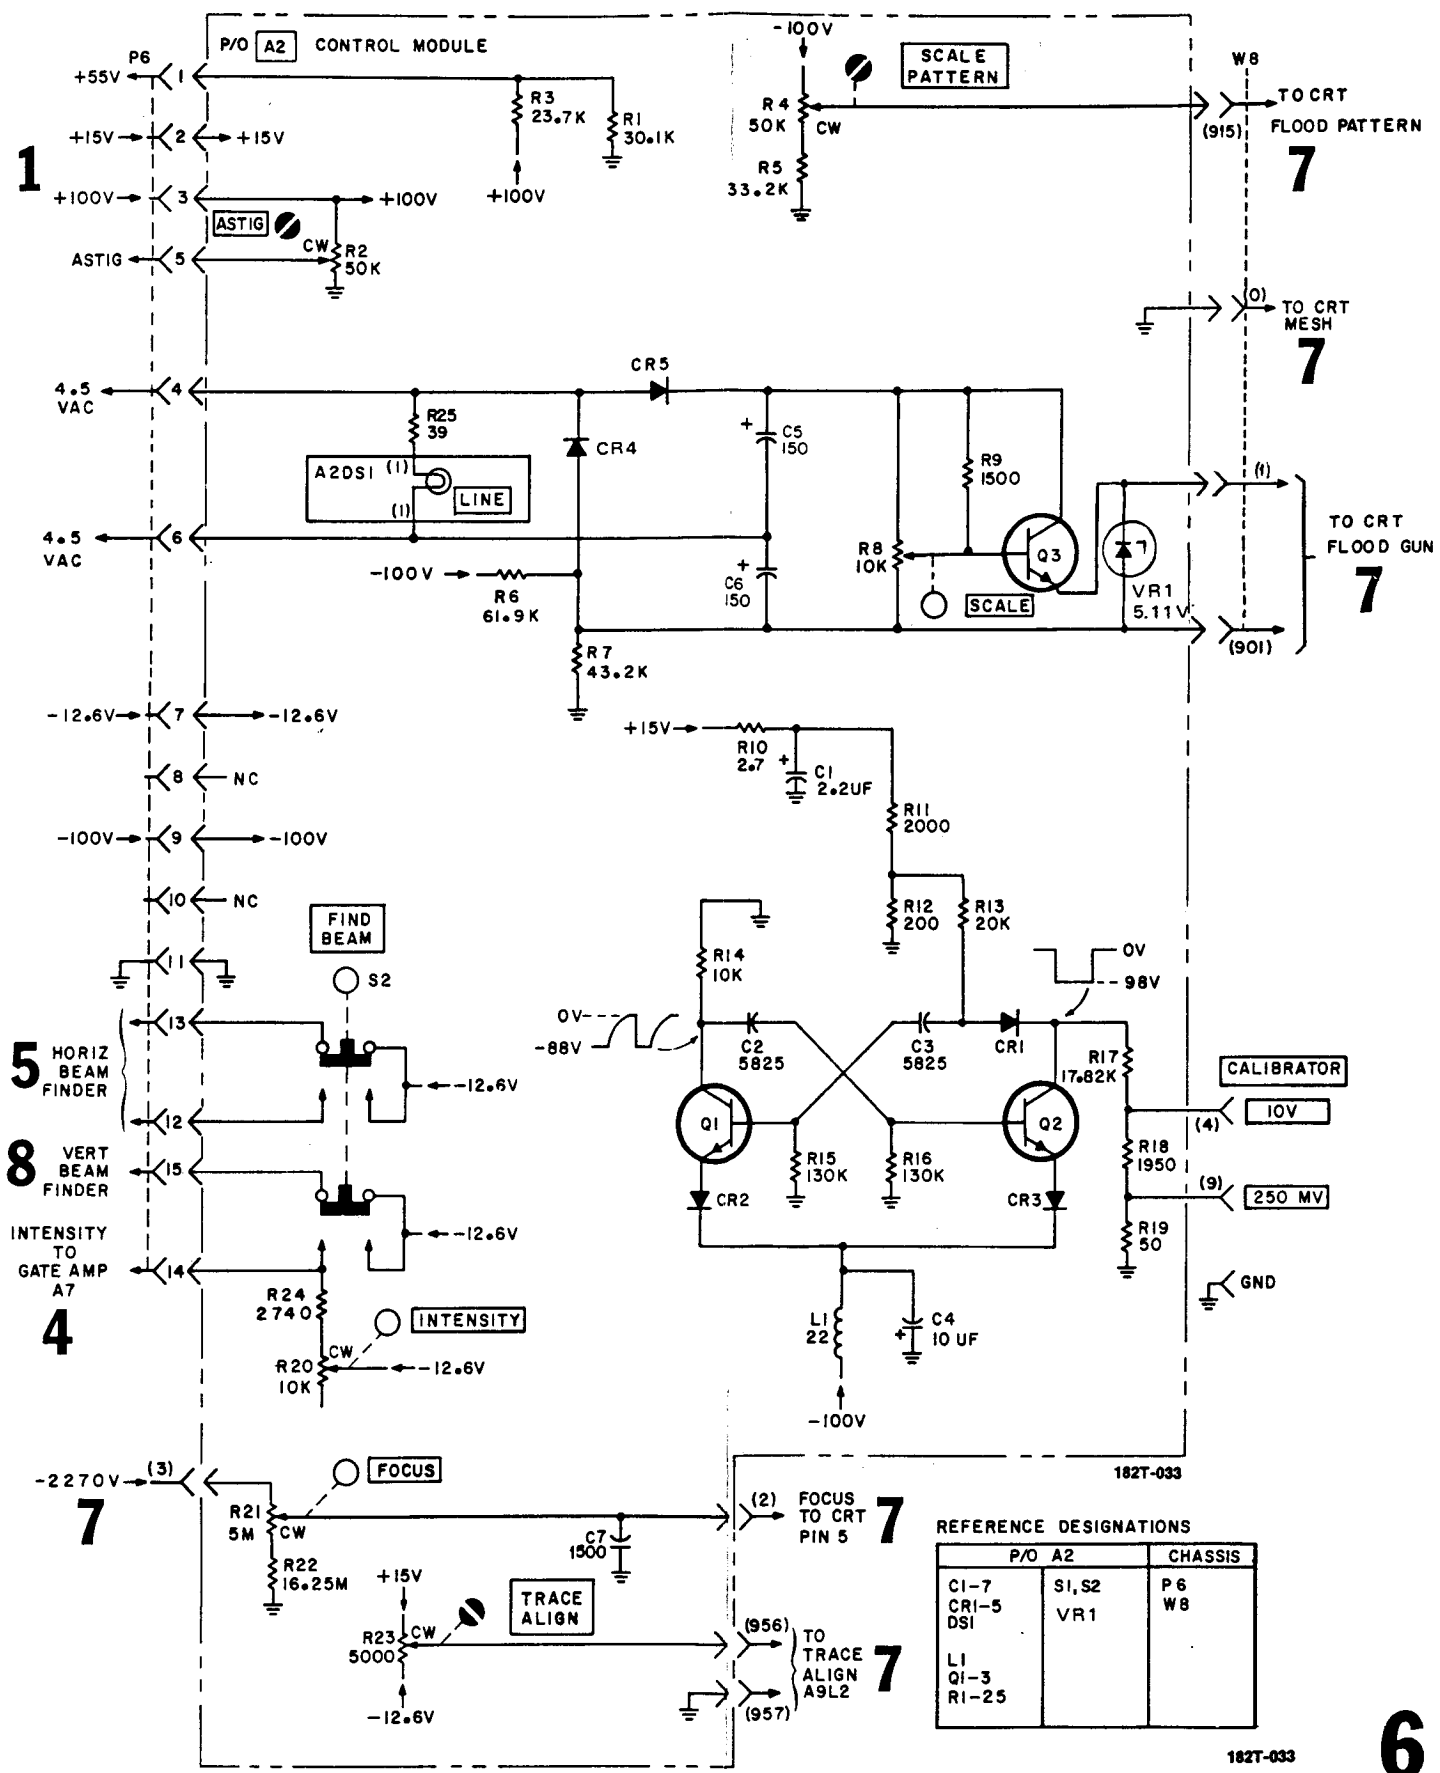 P/O A2 CONTROL MODULE
P6
+55V
1
+15V
2
+15V
1
+100V
3
+100V
ASTIG
ASTIG
5
CW
R2
50K
R3
23.7K
R1
30.1K
+100V
-100V
SCALE
PATTERN
R4
50K
CW
R5
33.2K
W8
(915)
TO CRT
FLOOD PATTERN
7
(0)
TO CRT
MESH
7
4.5
VAC
4
R25
39
CR5
CR4
A2DS1
(1)
(1)
LINE
4.5
VAC
6
-100V
R6
61.9K
R7
43.2K
+
C5
150
+
C6
150
R8
10K
R9
1500
Q3
SCALE
VR1
5.11V
(1)
(901)
TO CRT
FLOOD GUN
7
-12.6V
7
-12.6V
8
NC
-100V
9
-100V
10
NC
11
FIND
BEAM
S2
13
5
HORIZ
BEAM
FINDER
12
-12.6V
8
VERT
BEAM
FINDER
15
-12.6V
INTENSITY
TO
GATE AMP
A7
14
4
R24
2740
INTENSITY
CW
R20
10K
-12.6V
+15V
R10
2.7
+
C1
2.2UF
R11
2000
R12
200
R13
20K
R14
10K
0V
-88V
0V
-98V
C2
5825
C3
5825
CR1
R17
17.82K
CALIBRATOR
10V
(4)
Q1
Q2
R15
130K
R16
130K
R18
1950
(9)
250 MV
CR2
CR3
R19
50
GND
L1
22
+
C4
10 UF
-100V
-2270V
(3)
7
FOCUS
R21
5M
CW
R22
16.25M
C7
1500
(2)
FOCUS
TO CRT
PIN 5
7
+15V
TRACE
ALIGN
R23
5000
CW
-12.6V
(956)
(957)
TO
TRACE
ALIGN
A9L2
7
182T-033
REFERENCE DESIGNATIONS
P/O A2 CHASSIS
C1-7 S1,S2 P6
CR1-5 VR1 W8
DS1
L1
Q1-3
R1-25
182T-033
6